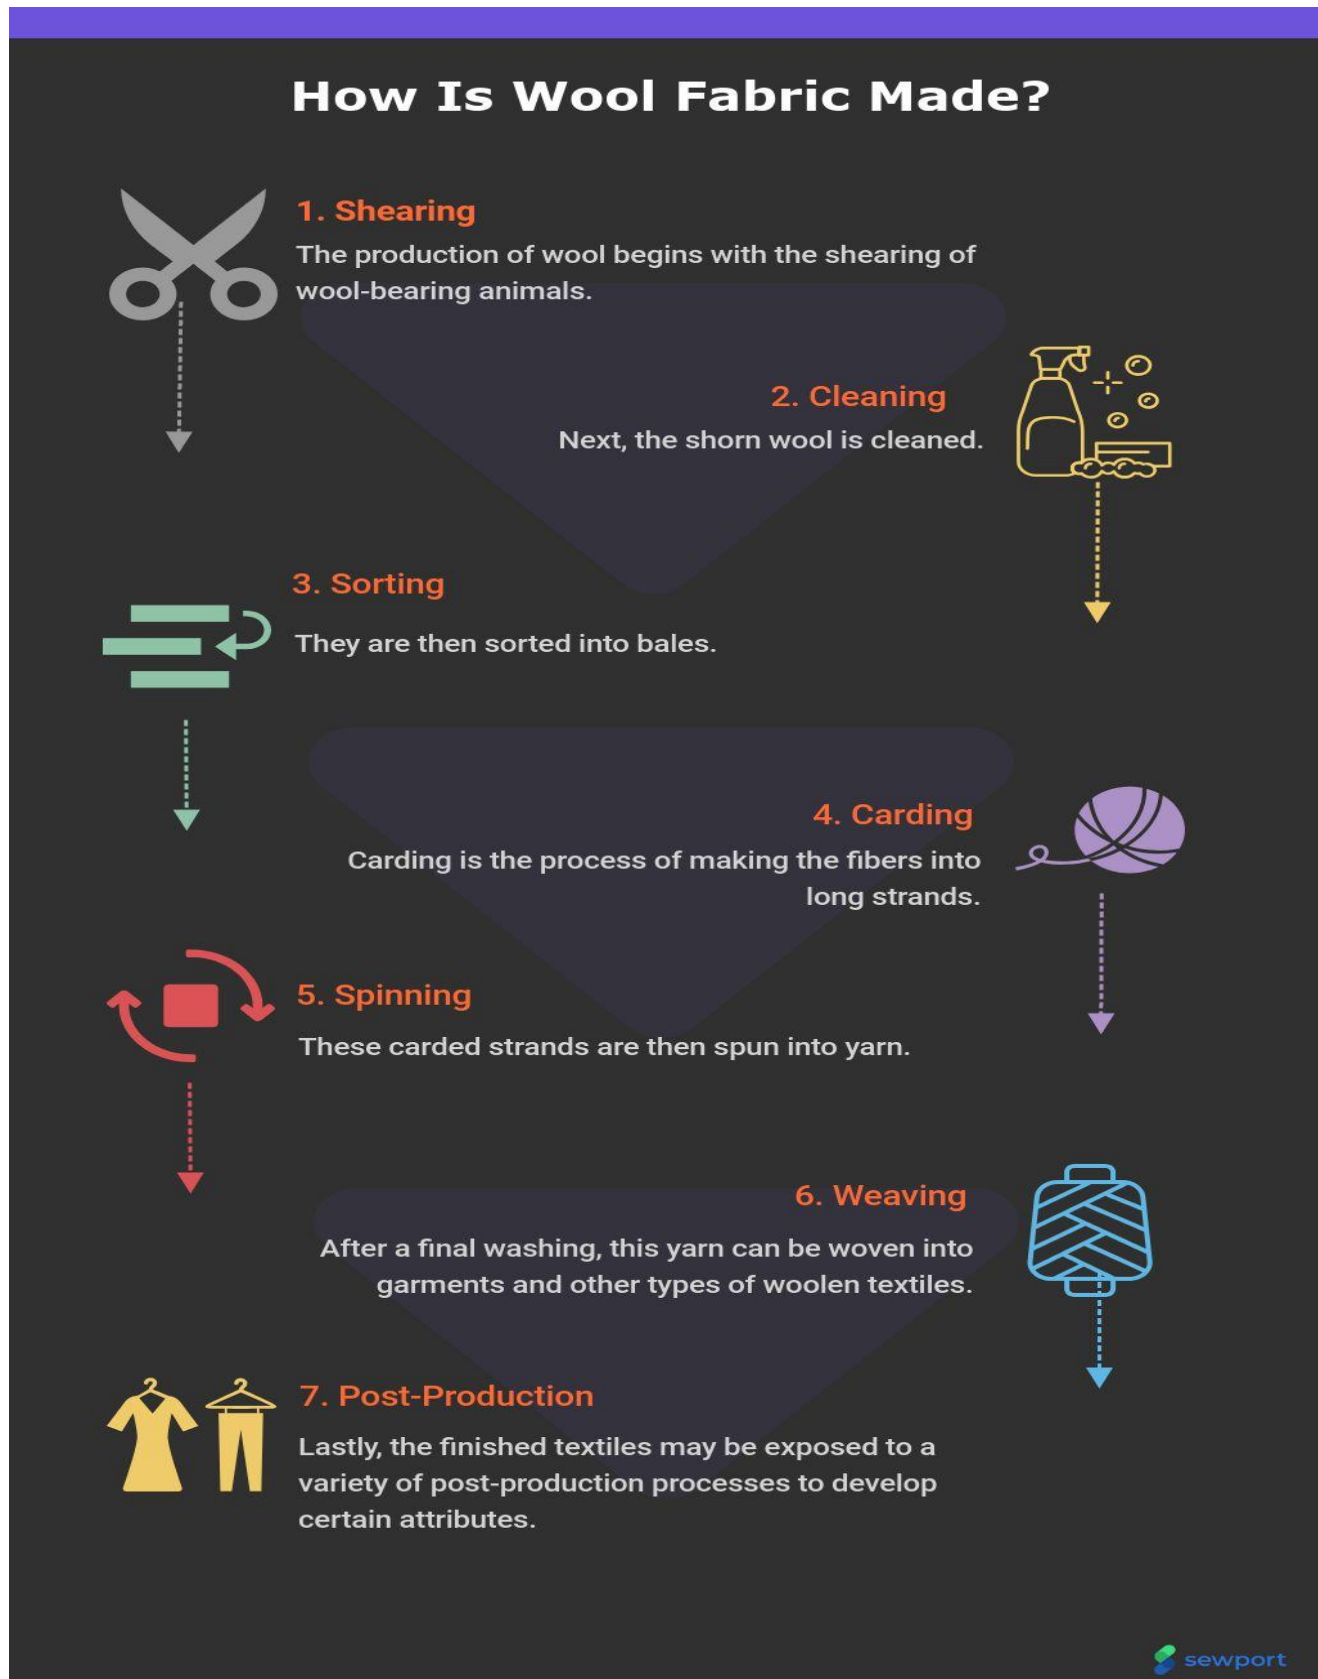 How Is Wool Fabric Made?
1. Shearing
The production of wool begins with the shearing of
wool-bearing animals.
2. Cleaning
Next, the shorn wool is cleaned.
3. Sorting
They are then sorted into bales.
4. Carding
Carding is the process of making the fibers into
long strands.
5. Spinning
These carded strands are then spun into yarn.
6. Weaving
After a final washing, this yarn can be woven into
garments and other types of woolen textiles.
7. Post-Production
Lastly, the finished textiles may be exposed to a
variety of post-production processes to develop
certain attributes.
sewport